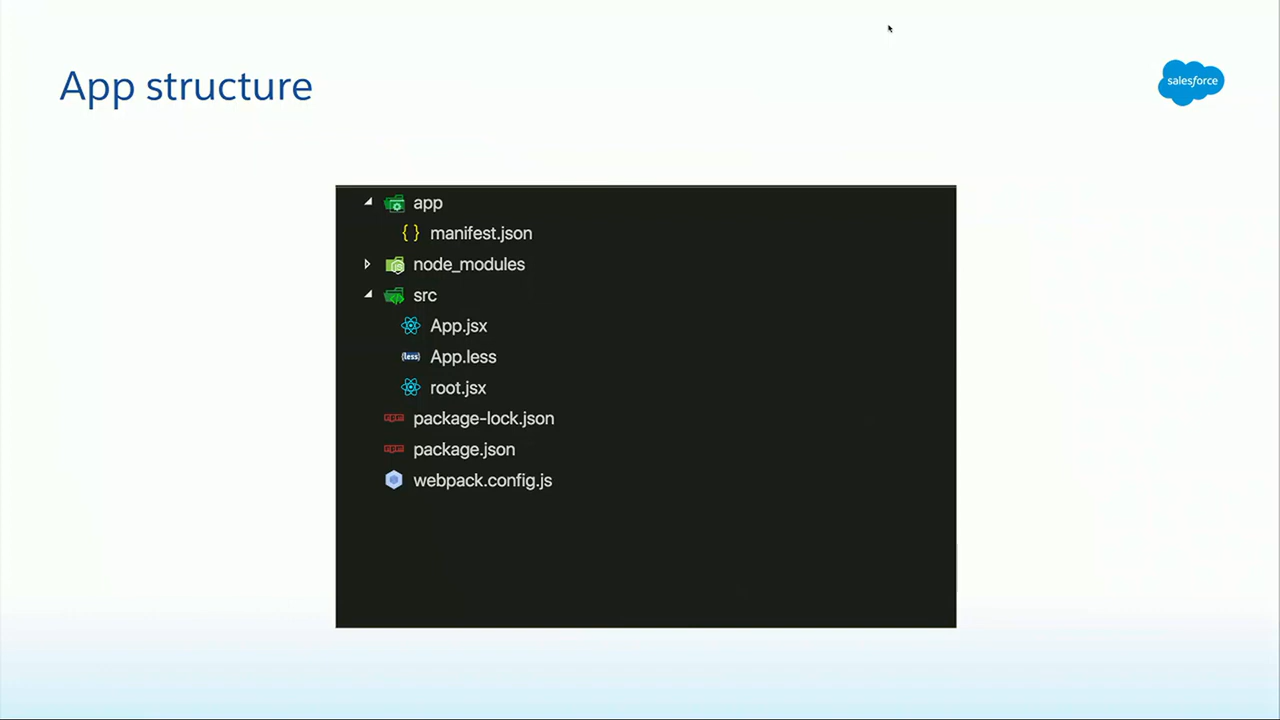 App structure
salesforce
app
{ } manifest.json
node_modules
src
App.jsx
{less} App.less
root.jsx
package-lock.json
package.json
webpack.config.js